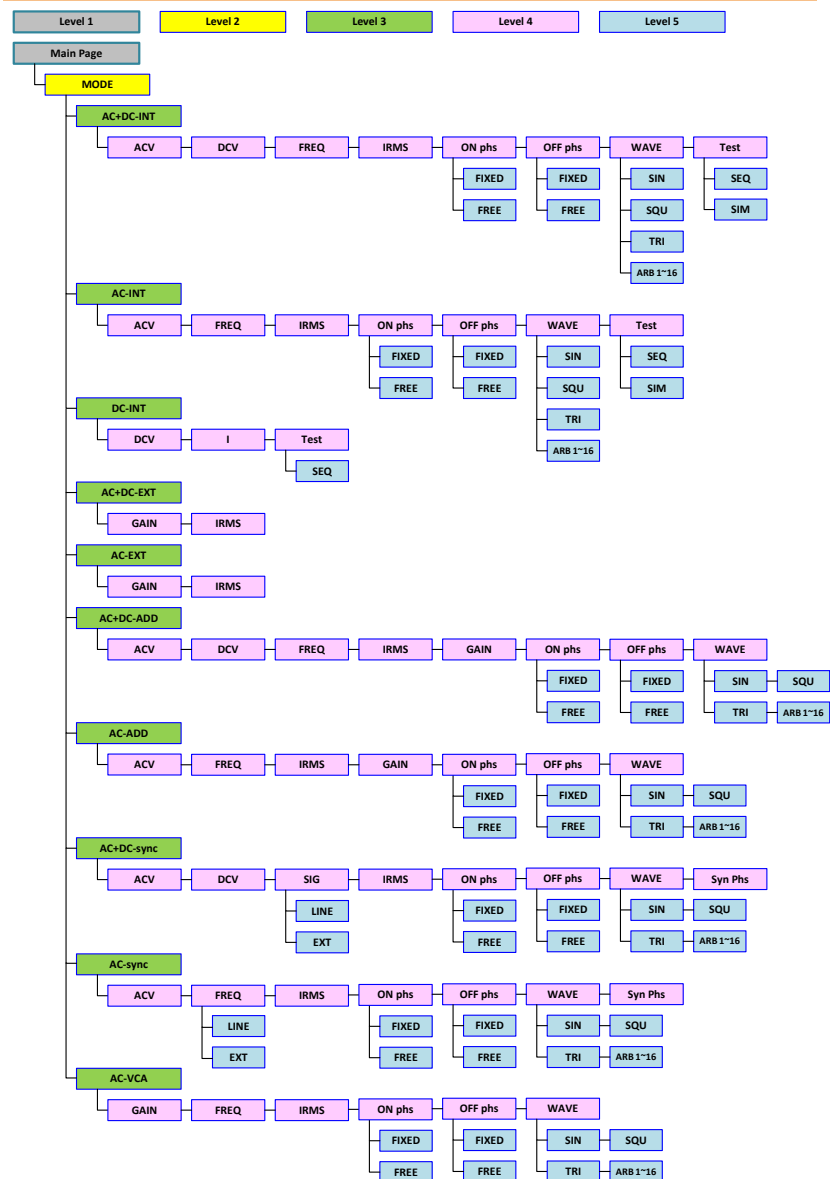 Level 1 Level 2 Level 3 Level 4 Level 5
Main Page
MODE
AC+DC-INT
ACV DCV FREQ IRMS ON phs OFF phs WAVE Test
FIXED FIXED SIN SEQ
FREE FREE SQU SIM
TRI
ARB 1~16
AC-INT
ACV FREQ IRMS ON phs OFF phs WAVE Test
FIXED FIXED SIN SEQ
FREE FREE SQU SIM
TRI
ARB 1~16
DC-INT
DCV I Test
SEQ
AC+DC-EXT
GAIN IRMS
AC-EXT
GAIN IRMS
AC+DC-ADD
ACV DCV FREQ IRMS GAIN ON phs OFF phs WAVE
FIXED FIXED SIN SQU
FREE FREE TRI ARB 1~16
AC-ADD
ACV FREQ IRMS GAIN ON phs OFF phs WAVE
FIXED FIXED SIN SQU
FREE FREE TRI ARB 1~16
AC+DC-sync
ACV DCV SIG IRMS ON phs OFF phs WAVE Syn Phs
LINE FIXED FIXED SIN SQU
EXT FREE FREE TRI ARB 1~16
AC-sync
ACV FREQ IRMS ON phs OFF phs WAVE Syn Phs
LINE FIXED FIXED SIN SQU
EXT FREE FREE TRI ARB 1~16
AC-VCA
GAIN FREQ IRMS ON phs OFF phs WAVE
FIXED FIXED SIN SQU
FREE FREE TRI ARB 1~16